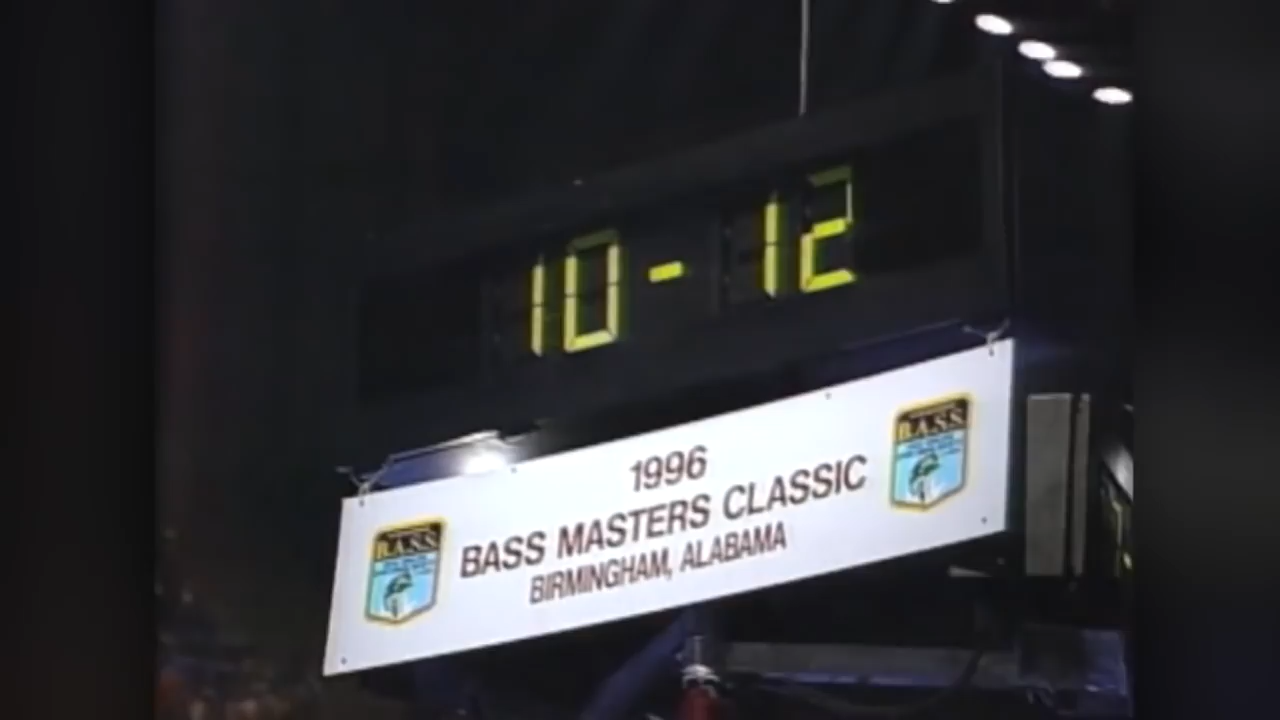 10-12
1996
BASS MASTERS CLASSIC
BIRMINGHAM, ALABAMA
B.A.S.S.
B.A.S.S.